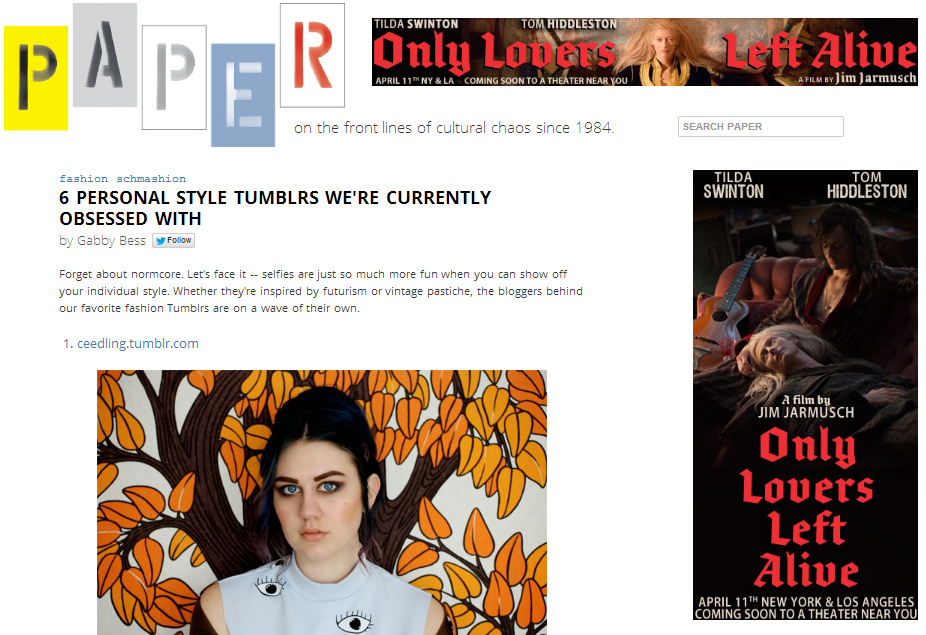 PAPER
TILDA SWINTON TOM HIDDLESTON
Only Lovers Left Alive
APRIL 11TH NY & LA - COMING SOON TO A THEATER NEAR YOU
A FILM BY Jim Jarmusch
on the front lines of cultural chaos since 1984.
SEARCH PAPER
fashion schmashion
6 PERSONAL STYLE TUMBLRS WE'RE CURRENTLY
OBSESSED WITH
by Gabby Bess Follow
Forget about normcore. Let's face it -- selfies are just so much more fun when you can show off
your individual style. Whether they're inspired by futurism or vintage pastiche, the bloggers behind
our favorite fashion Tumblrs are on a wave of their own.
1. ceedling.tumblr.com
TILDA TOM
SWINTON HIDDLESTON
A film by
JIM JARMUSCH
Only
Lovers
Left
Alive
APRIL 11TH NEW YORK & LOS ANGELES
COMING SOON TO A THEATER NEAR YOU